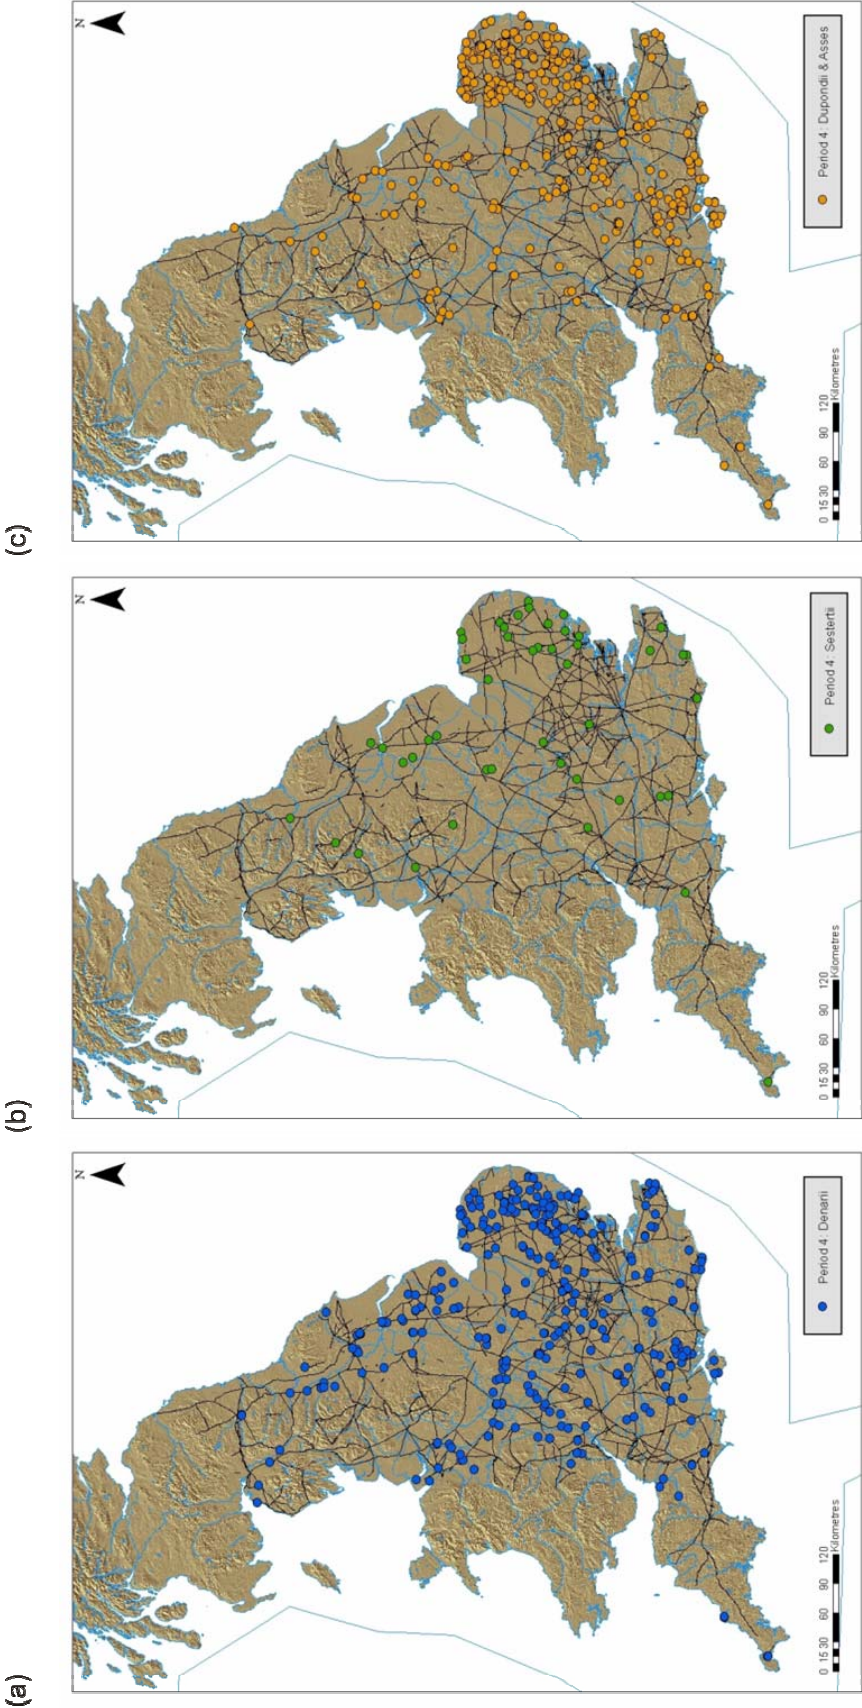 (c)
N
Period 4: Dupondii & Asses
0 15 30 60 90 120
Kilometres
(b)
N
Period 4: Sestertii
0 15 30 60 90 120
Kilometres
(a)
N
Period 4: Denarii
0 15 30 60 90 120
Kilometres